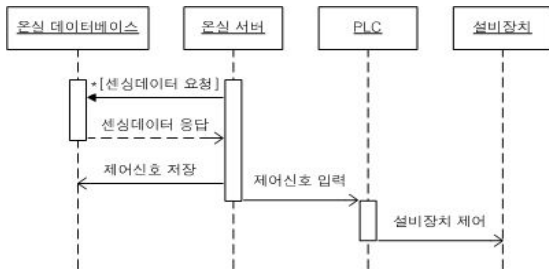 온실 데이터베이스
온실 서버
PLC
설비장치
*[센싱데이터 요청]
센싱데이터 응답
제어신호 저장
제어신호 입력
설비장치 제어